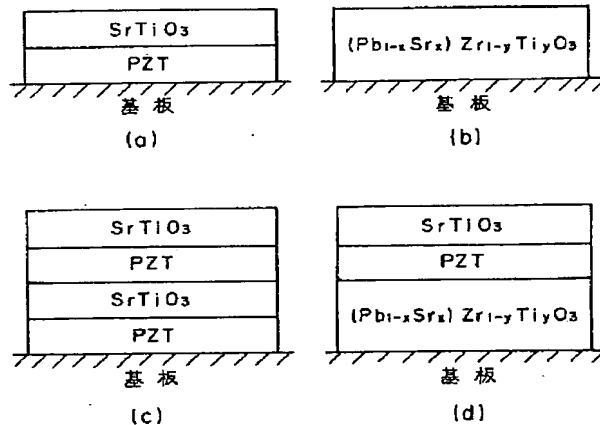 SrTiO₃
PZT
基板
(a)
(Pb₁₋ₓSrₓ) Zr₁₋yTiyO₃
基板
(b)
SrTiO₃
PZT
SrTiO₃
PZT
基板
(c)
SrTiO₃
PZT
(Pb₁₋ₓSrₓ) Zr₁₋yTiyO₃
基板
(d)